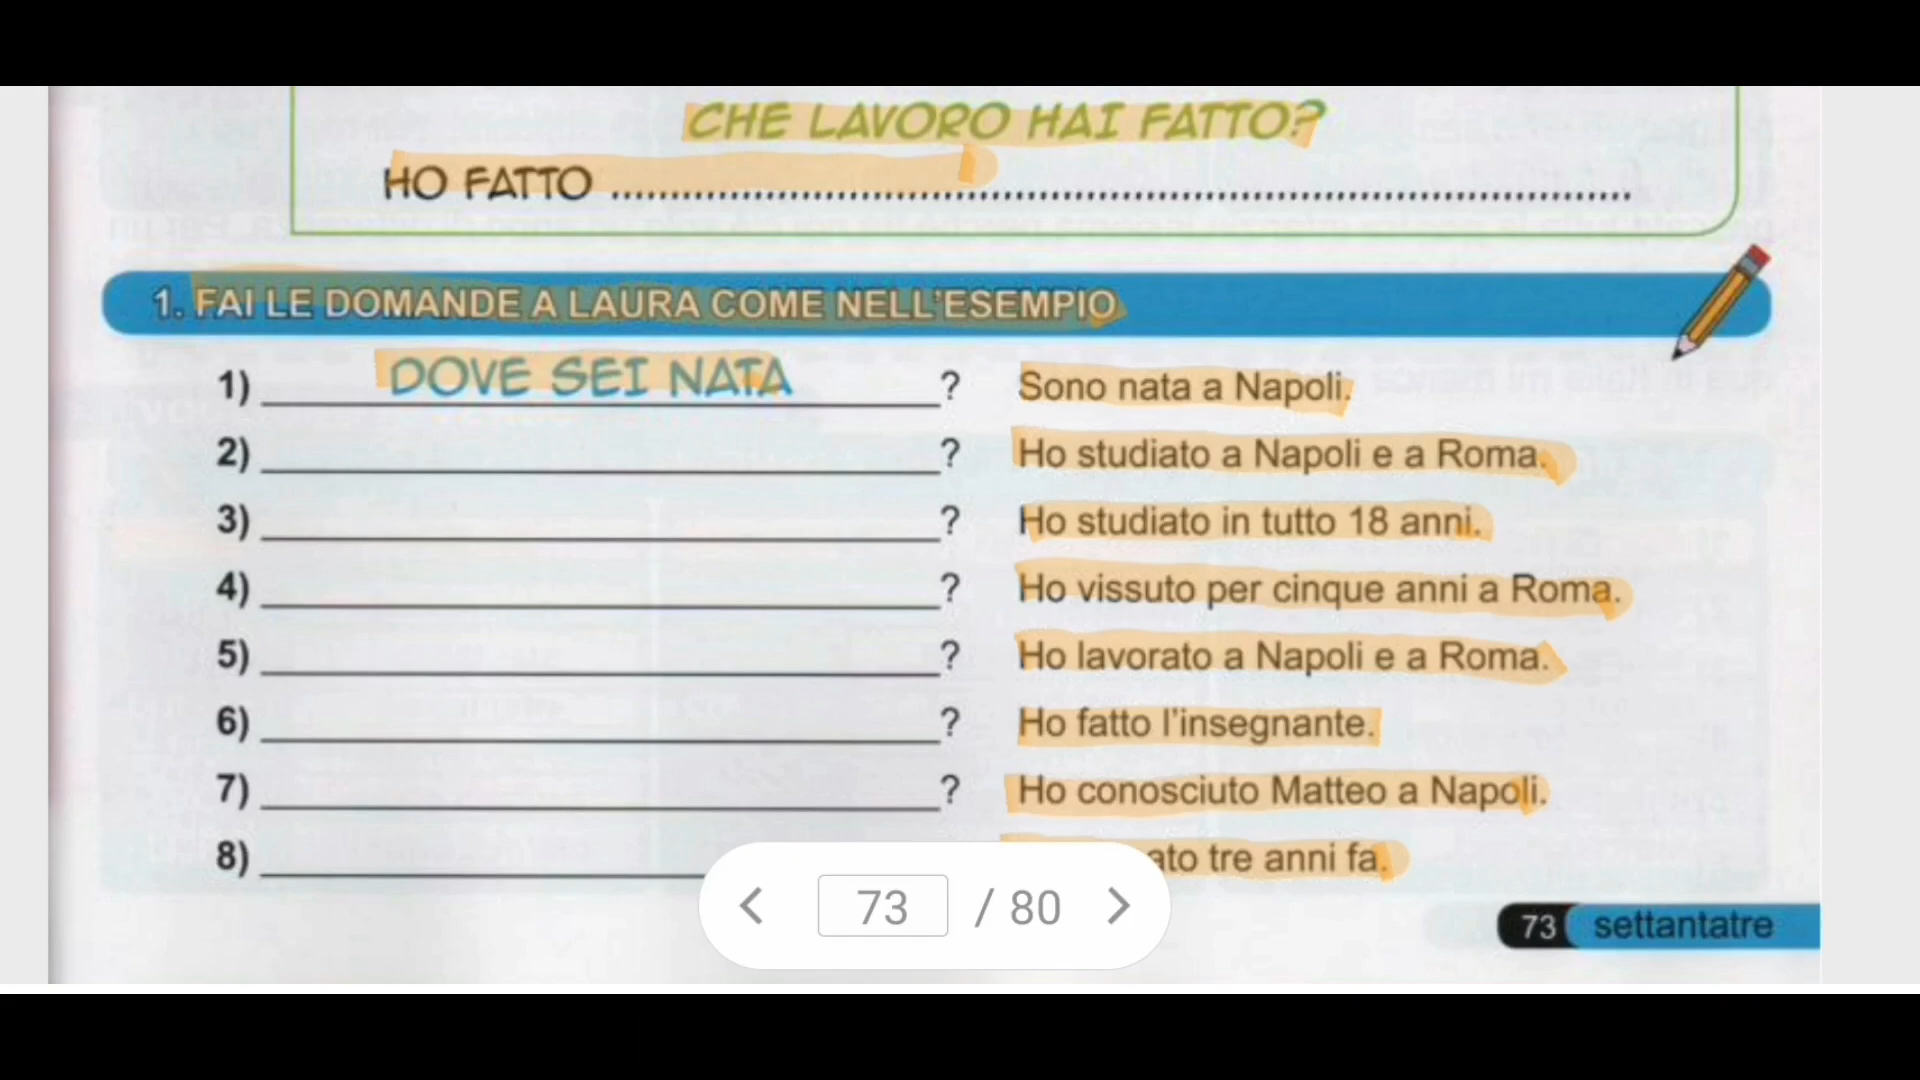 CHE LAVORO HAI FATTO?
HO FATTO
1. FAI LE DOMANDE A LAURA COME NELL'ESEMPIO
1) DOVE SEI NATA ? Sono nata a Napoli.
2) ? Ho studiato a Napoli e a Roma.
3) ? Ho studiato in tutto 18 anni.
4) ? Ho vissuto per cinque anni a Roma.
5) ? Ho lavorato a Napoli e a Roma.
6) ? Ho fatto l'insegnante.
7) ? Ho conosciuto Matteo a Napoli.
8) ato tre anni fa.
73 / 80
73 settantatre